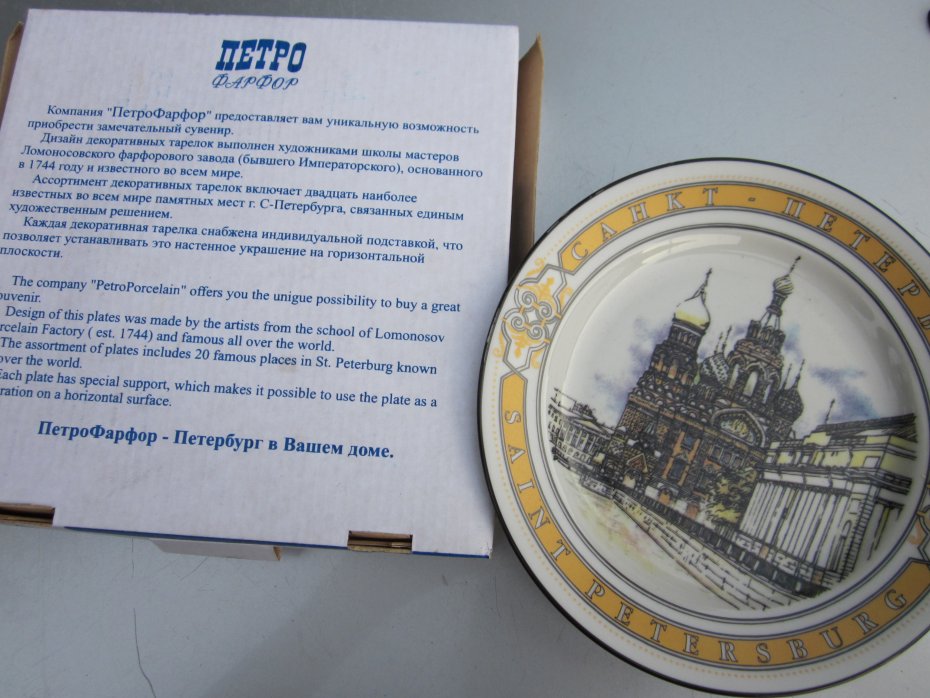 ПЕТРО
ФАРФОР
Компания "ПетроФарфор" предоставляет вам уникальную возможность
приобрести замечательный сувенир.
Дизайн декоративных тарелок выполнен художниками школы мастеров
Ломоносовского фарфорового завода (бывшего Императорского), основанного
в 1744 году и известного во всем мире.
Ассортимент декоративных тарелок включает двадцать наиболее
известных во всем мире памятных мест г. С-Петербурга, связанных единым
художественным решением.
Каждая декоративная тарелка снабжена индивидуальной подставкой, что
позволяет устанавливать это настенное украшение на горизонтальной
плоскости.
The company "PetroPorcelain" offers you the unigue possibility to buy a great
ouvenir.
Design of this plates was made by the artists from the school of Lomonosov
rcelain Factory ( est. 1744) and famous all over the world.
The assortment of plates includes 20 famous places in St. Peterburg known
over the world.
Each plate has special support, which makes it possible to use the plate as a
ration on a horizontal surface.
ПетроФарфор - Петербург в Вашем доме.
САНКТ-ПЕТЕРБ
SAINT PETERSBURG